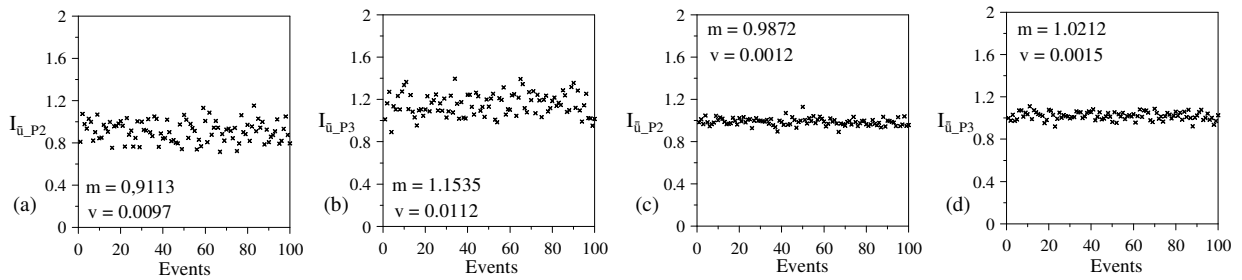 2
1.6
1.2
0.8
0.4
0
I_ū_P2
m = 0,9113
v = 0.0097
(a)
0 20 40 60 80 100
Events
2
1.6
1.2
0.8
0.4
0
I_ū_P3
m = 1.1535
v = 0.0112
(b)
0 20 40 60 80 100
Events
2
1.6
1.2
0.8
0.4
0
I_ū_P2
m = 0.9872
v = 0.0012
(c)
0 20 40 60 80 100
Events
2
1.6
1.2
0.8
0.4
0
I_ū_P3
m = 1.0212
v = 0.0015
(d)
0 20 40 60 80 100
Events